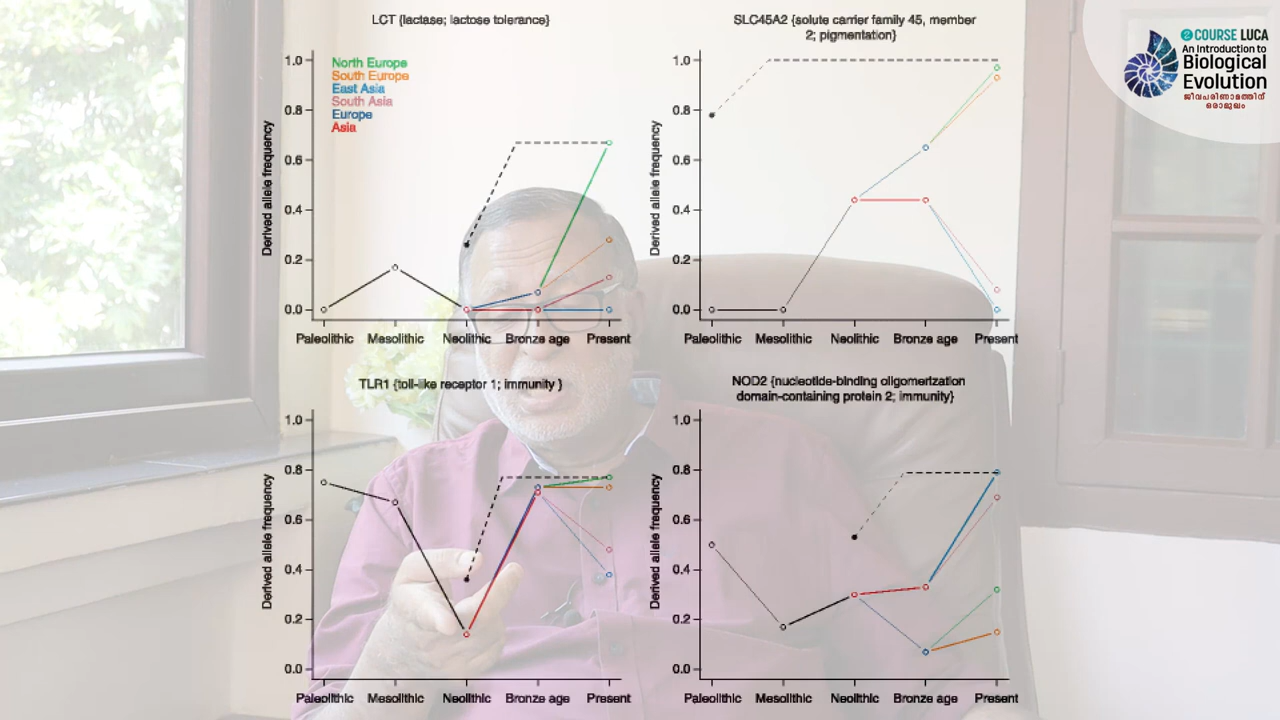 LCT {lactase; lactose tolerance}
1.0
0.8
0.6
0.4
0.2
0.0
Derived allele frequency
North Europe
South Europe
East Asia
South Asia
Europe
Asia
Paleolithic Mesolithic Neolithic Bronze age Present
SLC45A2 {solute carrier family 45, member
2; pigmentation}
1.0
0.8
0.6
0.4
0.2
0.0
Derived allele frequency
Paleolithic Mesolithic Neolithic Bronze age Present
COURSE LUCA
An Introduction to
Biological
Evolution
ജീവപരിണാമത്തിന്
ഒരാമുഖം
TLR1 {toll-like receptor 1; immunity }
1.0
0.8
0.6
0.4
0.2
0.0
Derived allele frequency
Paleolithic Mesolithic Neolithic Bronze age Present
NOD2 {nucleotide-binding oligomerization
domain-containing protein 2; immunity}
1.0
0.8
0.6
0.4
0.2
0.0
Derived allele frequency
Paleolithic Mesolithic Neolithic Bronze age Present